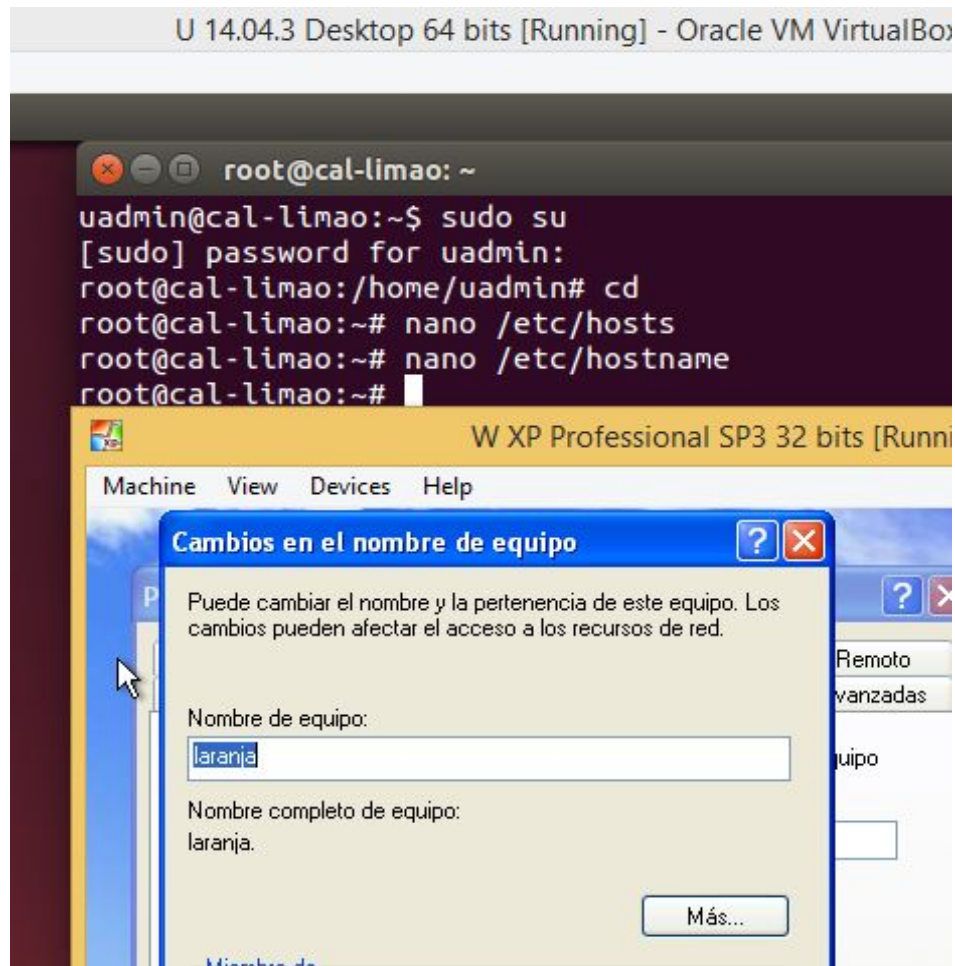 U 14.04.3 Desktop 64 bits [Running] - Oracle VM VirtualBox
root@cal-limao: ~
uadmin@cal-limao:~$ sudo su
[sudo] password for uadmin:
root@cal-limao:/home/uadmin# cd
root@cal-limao:~# nano /etc/hosts
root@cal-limao:~# nano /etc/hostname
root@cal-limao:~#
W XP Professional SP3 32 bits [Runni
Machine View Devices Help
Cambios en el nombre de equipo
P
Puede cambiar el nombre y la pertenencia de este equipo. Los
cambios pueden afectar el acceso a los recursos de red.
Remoto
vanzadas
Nombre de equipo:
laranja
quipo
Nombre completo de equipo:
laranja.
Más...
Miembro de